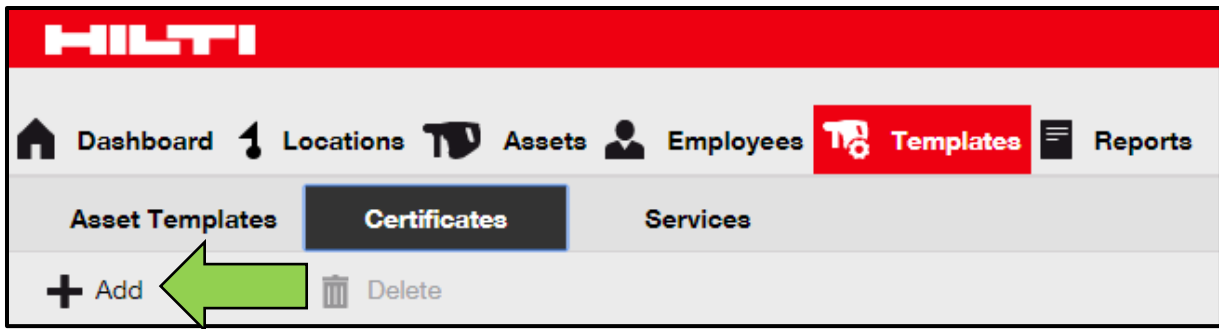 HILTI
Dashboard Locations Assets Employees Templates Reports
Asset Templates Certificates Services
Add Delete